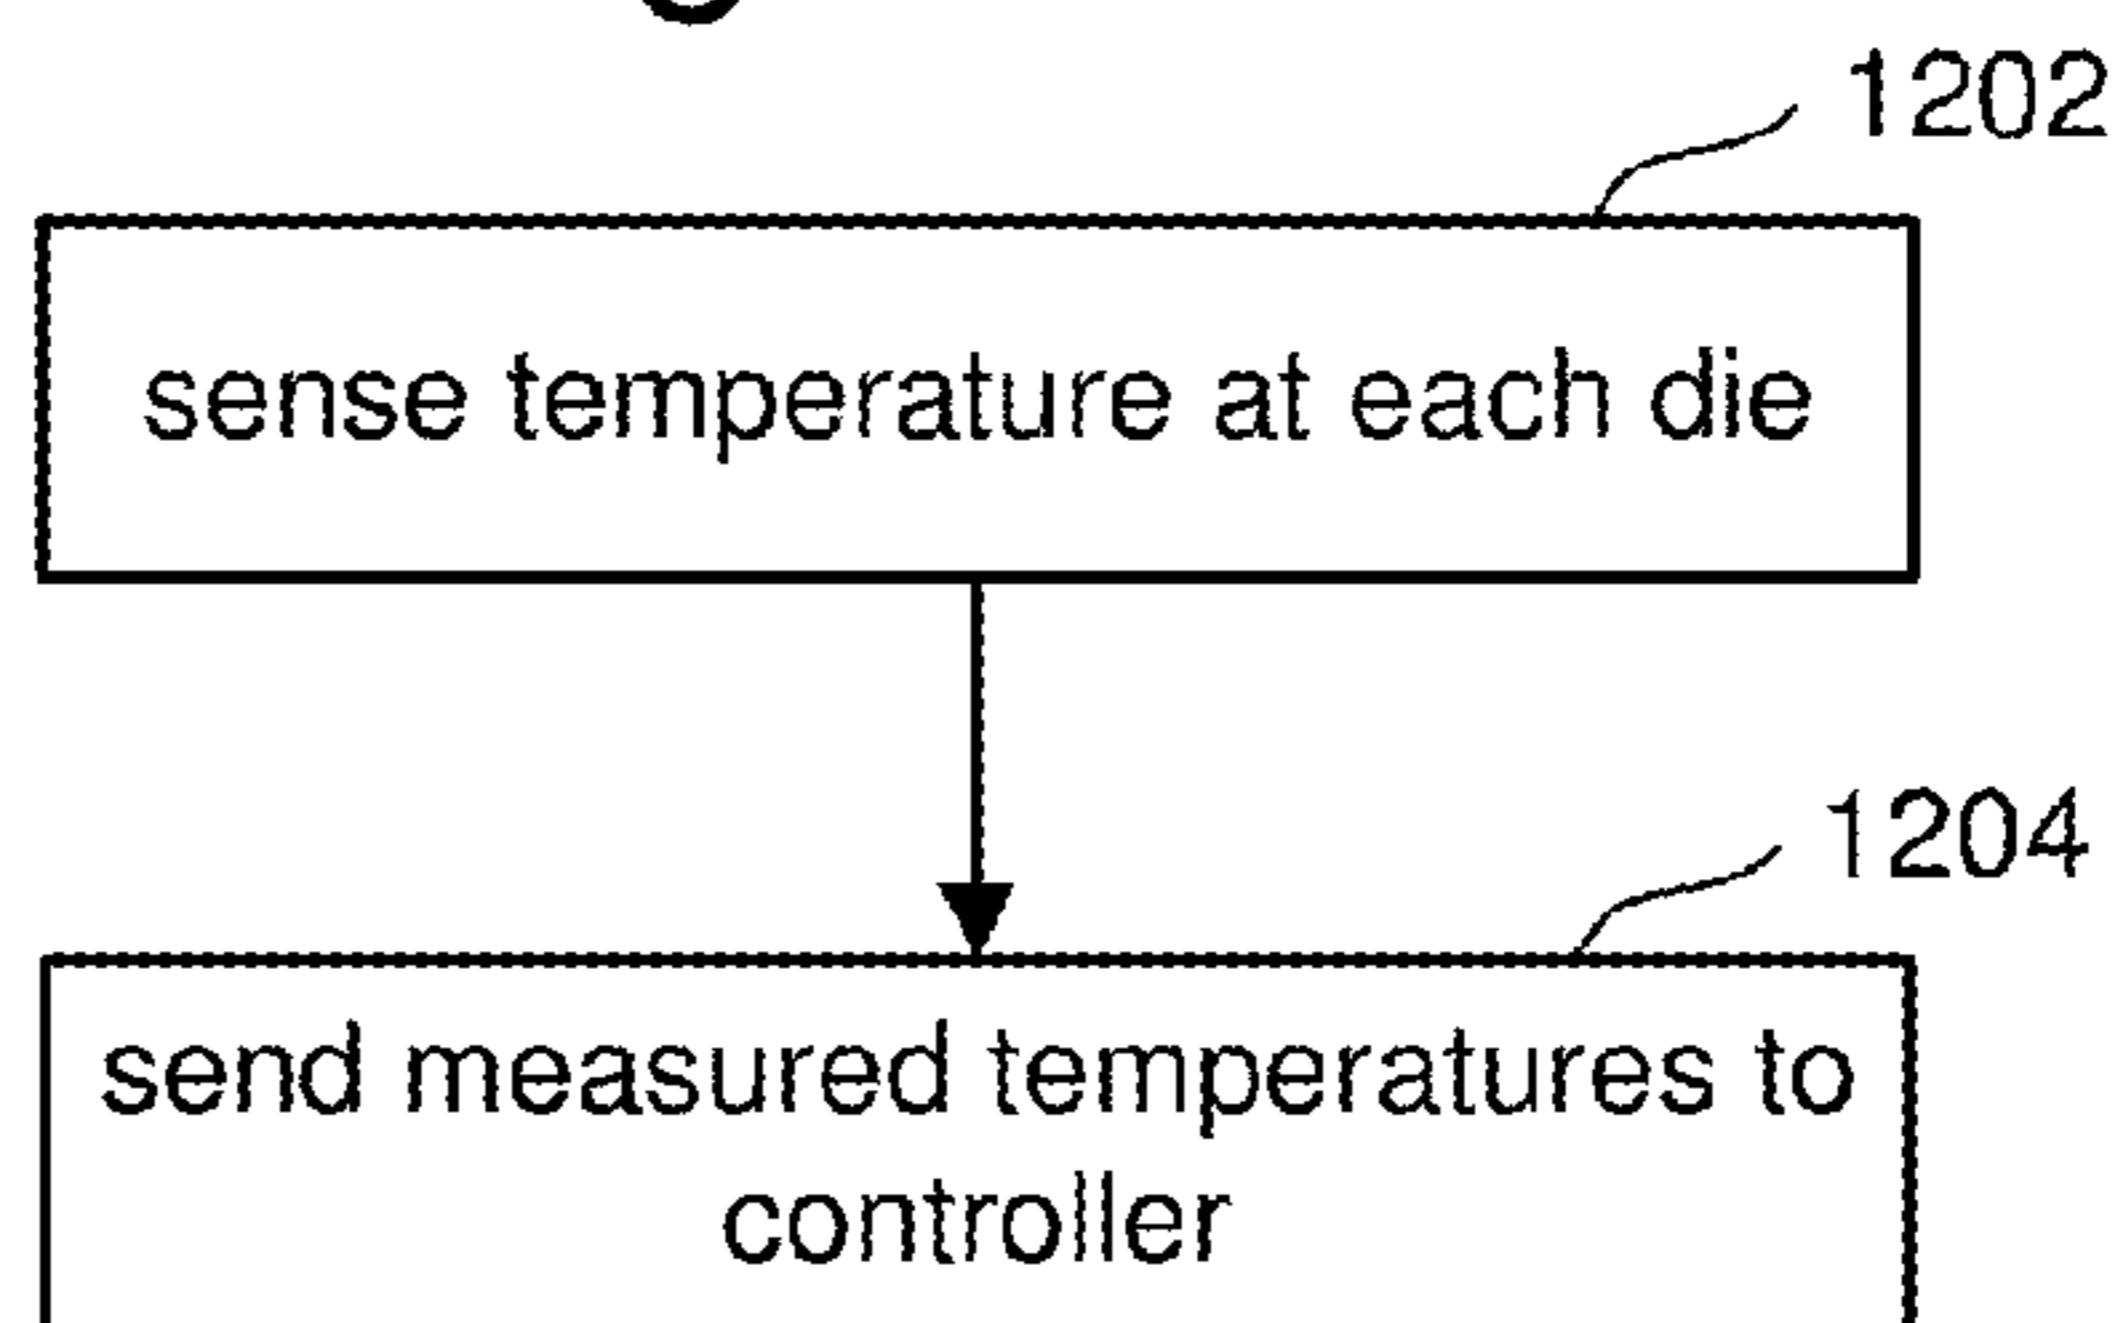 1202
sense temperature at each die
1204
send measured temperatures to
controller